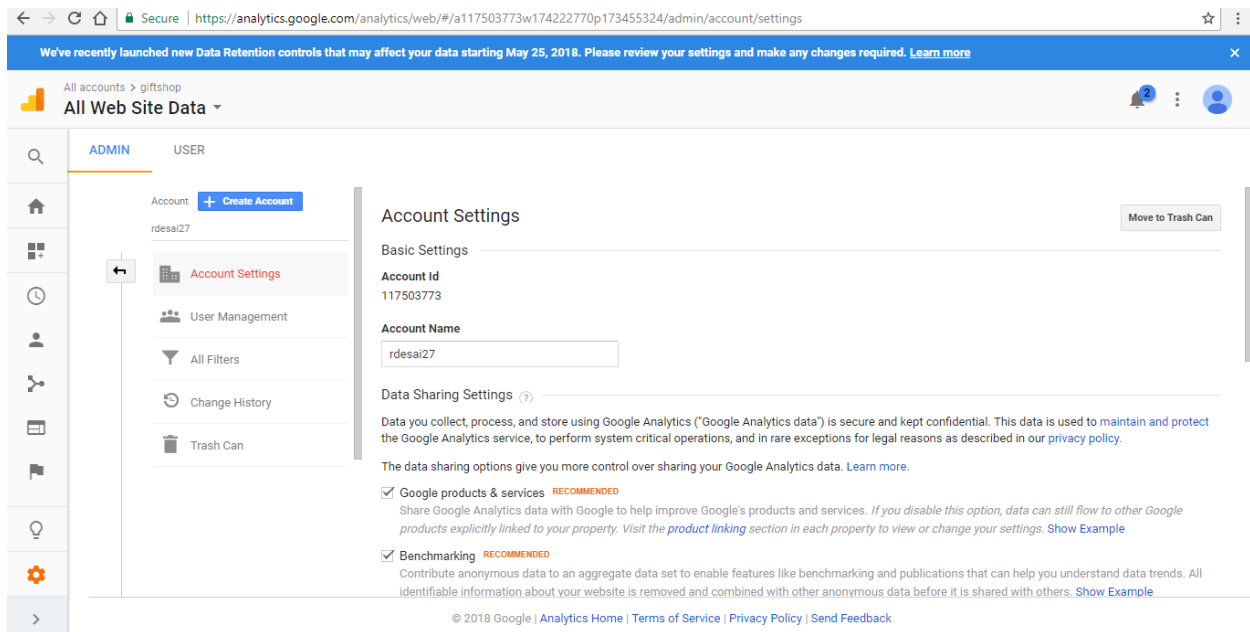 Secure | https://analytics.google.com/analytics/web/#/a117503773w174222770p173455324/admin/account/settings
We've recently launched new Data Retention controls that may affect your data starting May 25, 2018. Please review your settings and make any changes required. Learn more
All accounts > giftshop
All Web Site Data
2
ADMIN USER
Account + Create Account
rdesai27
Account Settings
User Management
All Filters
Change History
Trash Can
Account Settings
Move to Trash Can
Basic Settings
Account Id
117503773
Account Name
rdesai27
Data Sharing Settings ?
Data you collect, process, and store using Google Analytics ("Google Analytics data") is secure and kept confidential. This data is used to maintain and protect
the Google Analytics service, to perform system critical operations, and in rare exceptions for legal reasons as described in our privacy policy.
The data sharing options give you more control over sharing your Google Analytics data. Learn more.
Google products & services RECOMMENDED
Share Google Analytics data with Google to help improve Google's products and services. If you disable this option, data can still flow to other Google
products explicitly linked to your property. Visit the product linking section in each property to view or change your settings. Show Example
Benchmarking RECOMMENDED
Contribute anonymous data to an aggregate data set to enable features like benchmarking and publications that can help you understand data trends. All
identifiable information about your website is removed and combined with other anonymous data before it is shared with others. Show Example
© 2018 Google | Analytics Home | Terms of Service | Privacy Policy | Send Feedback